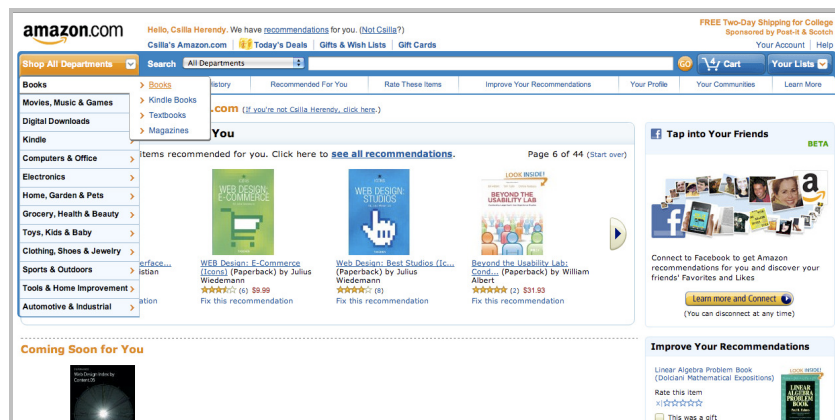 amazon.com
Hello, Csilla Herendy. We have recommendations for you. (Not Csilla?)
FREE Two-Day Shipping for College
Sponsored by Post-it & Scotch
Csilla's Amazon.com
Today's Deals
Gifts & Wish Lists
Gift Cards
Your Account
Help
Shop All Departments
Search
All Departments
GO
Cart
Your Lists
Books
Books
History
Recommended For You
Rate These Items
Improve Your Recommendations
Your Profile
Your Communities
Learn More
Movies, Music & Games
Kindle Books
Textbooks
Magazines
.com (If you're not Csilla Herendy, click here.)
Digital Downloads
Kindle
You
Computers & Office
items recommended for you. Click here to see all recommendations.
Page 6 of 44 (Start over)
Electronics
Home, Garden & Pets
Grocery, Health & Beauty
Toys, Kids & Baby
Clothing, Shoes & Jewelry
Sports & Outdoors
Tools & Home Improvement
Automotive & Industrial
WEB DESIGN:
E-COMMERCE
WEB DESIGN:
STUDIOS
LOOK INSIDE!
BEYOND THE
USABILITY LAB
erface...
istian
ation
WEB Design: E-Commerce
(Icons) (Paperback) by Julius
Wiedemann
(6) $9.99
Fix this recommendation
Web Design: Best Studios (Ic...
(Paperback) by Julius
Wiedemann
(8)
Fix this recommendation
Beyond the Usability Lab:
Cond... (Paperback) by William
Albert
(2) $31.93
Fix this recommendation
Tap into Your Friends
BETA
Connect to Facebook to get Amazon
recommendations for you and discover your
friends' Favorites and Likes
Learn more and Connect
(You can disconnect at any time)
Coming Soon for You
Web Design Index by
Content.05
Improve Your Recommendations
Linear Algebra Problem Book
(Dolciani Mathematical Expositions)
Rate this item
This was a gift
LOOK INSIDE!
LINEAR
ALGEBRA
PROBLEM
BOOK